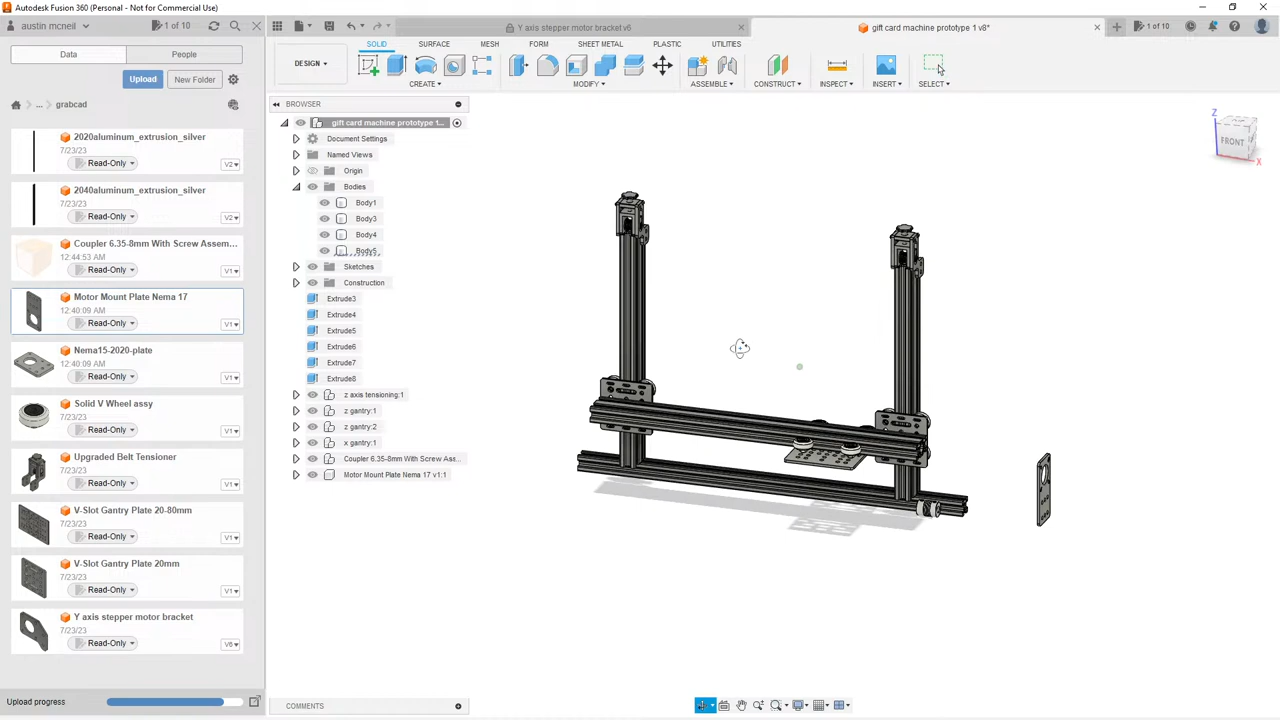 Autodesk Fusion 360 (Personal - Not for Commercial Use)
austin mcneil
1 of 10
Data
People
Upload
New Folder
...
grabcad
2020aluminum_extrusion_silver
7/23/23
Read-Only
V2
2040aluminum_extrusion_silver
7/23/23
Read-Only
V2
Coupler 6.35-8mm With Screw Assem...
12:44:53 AM
Read-Only
V1
Motor Mount Plate Nema 17
12:40:09 AM
Read-Only
V1
Nema15-2020-plate
12:40:09 AM
Read-Only
V1
Solid V Wheel assy
7/23/23
Read-Only
V1
Upgraded Belt Tensioner
7/23/23
Read-Only
V1
V-Slot Gantry Plate 20-80mm
7/23/23
Read-Only
V1
V-Slot Gantry Plate 20mm
7/23/23
Read-Only
V1
Y axis stepper motor bracket
7/23/23
Read-Only
V6
Upload progress
Y axis stepper motor bracket v6
gift card machine prototype 1 v8*
1 of 10
DESIGN
SOLID
SURFACE
MESH
FORM
SHEET METAL
PLASTIC
UTILITIES
CREATE
MODIFY
ASSEMBLE
CONSTRUCT
INSPECT
INSERT
SELECT
BROWSER
gift card machine prototype 1...
Document Settings
Named Views
Origin
Bodies
Body1
Body3
Body4
Body5
Sketches
Construction
Extrude3
Extrude4
Extrude5
Extrude6
Extrude7
Extrude8
z axis tensioning:1
z gantry:1
z gantry:2
x gantry:1
Coupler 6.35-8mm With Screw Ass...
Motor Mount Plate Nema 17 v1:1
COMMENTS
Z
FRONT
X